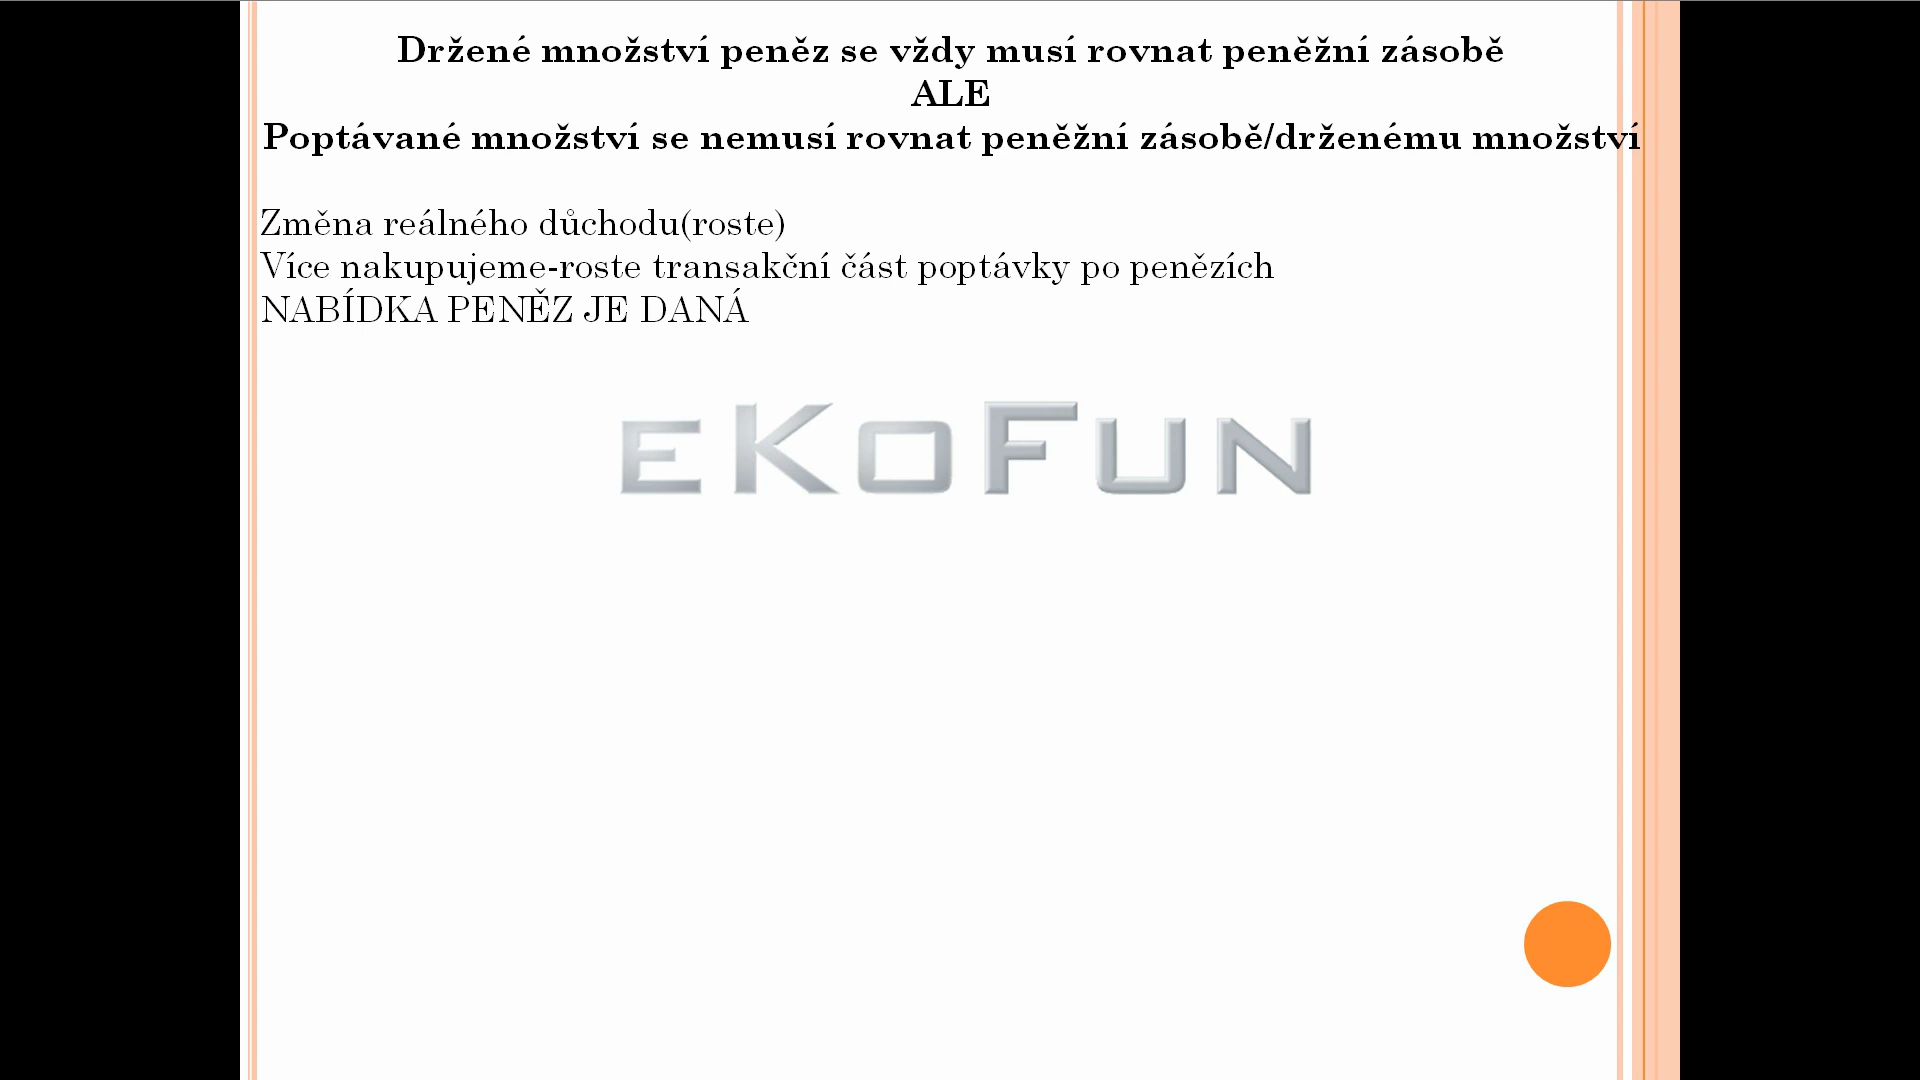 Držené množství peněz se vždy musí rovnat peněžní zásobě
ALE
Poptávané množství se nemusí rovnat peněžní zásobě/drženému množství
Změna reálného důchodu(roste)
Více nakupujeme-roste transakční část poptávky po penězích
NABÍDKA PENĚZ JE DANÁ
eKoFun